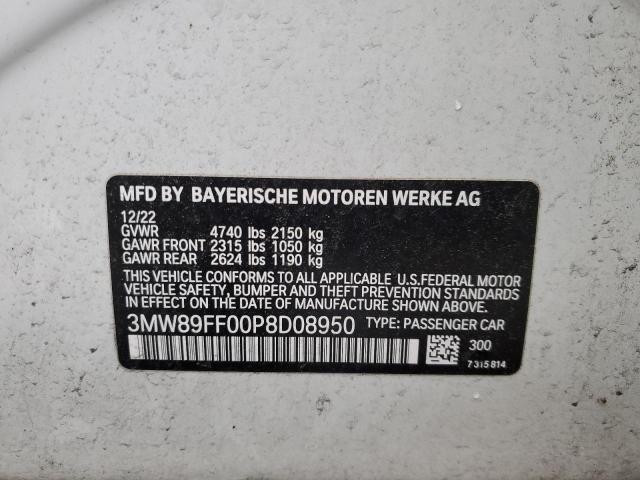 MFD BY BAYERISCHE MOTOREN WERKE AG
12/22
GVWR 4740 lbs 2150 kg
GAWR FRONT 2315 lbs 1050 kg
GAWR REAR 2624 lbs 1190 kg
THIS VEHICLE CONFORMS TO ALL APPLICABLE U.S.FEDERAL MOTOR
VEHICLE SAFETY, BUMPER AND THEFT PREVENTION STANDARDS
IN EFFECT ON THE DATE OF MANUFACTURE SHOWN ABOVE.
3MW89FF00P8D08950 TYPE: PASSENGER CAR
300
7315814